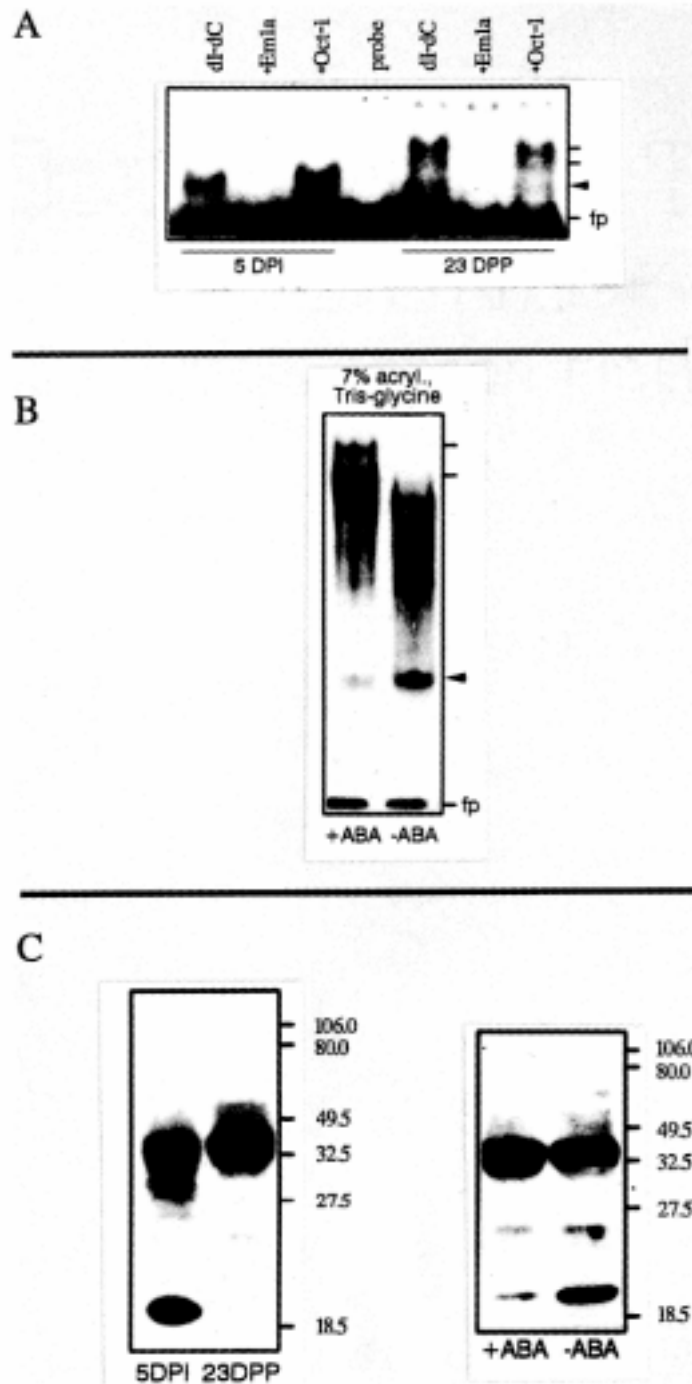 A
dI-dC +Em1a +Oct-1 probe dI-dC +Em1a +Oct-1
fp
5 DPI 23 DPP
B
7% acryl.,
Tris-glycine
fp
+ABA -ABA
C
106.0
80.0
49.5
32.5
27.5
18.5
5DPI 23DPP
106.0
80.0
49.5
32.5
27.5
18.5
+ABA -ABA